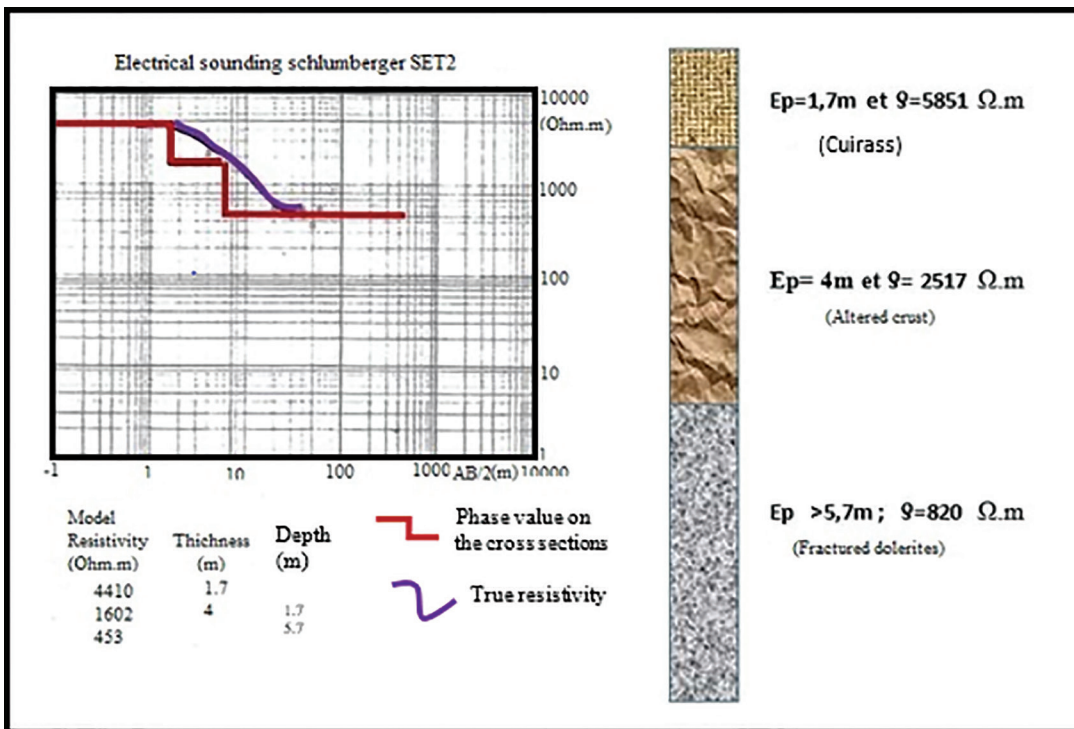 Electrical sounding schlumberger SET2
10000
(Ohm.m)
1000
100
10
1
-1 1 10 100 1000 AB/2(m) 10000
Model
Resistivity
(Ohm.m)
Thichness
(m)
Depth
(m)
4410 1.7
1602 4 1.7
453 5.7
Phase value on
the cross sections
True resistivity
Ep=1,7m et ϱ=5851 Ω.m
(Cuirass)
Ep= 4m et ϱ= 2517 Ω.m
(Altered crust)
Ep >5,7m ; ϱ=820 Ω.m
(Fractured dolerites)